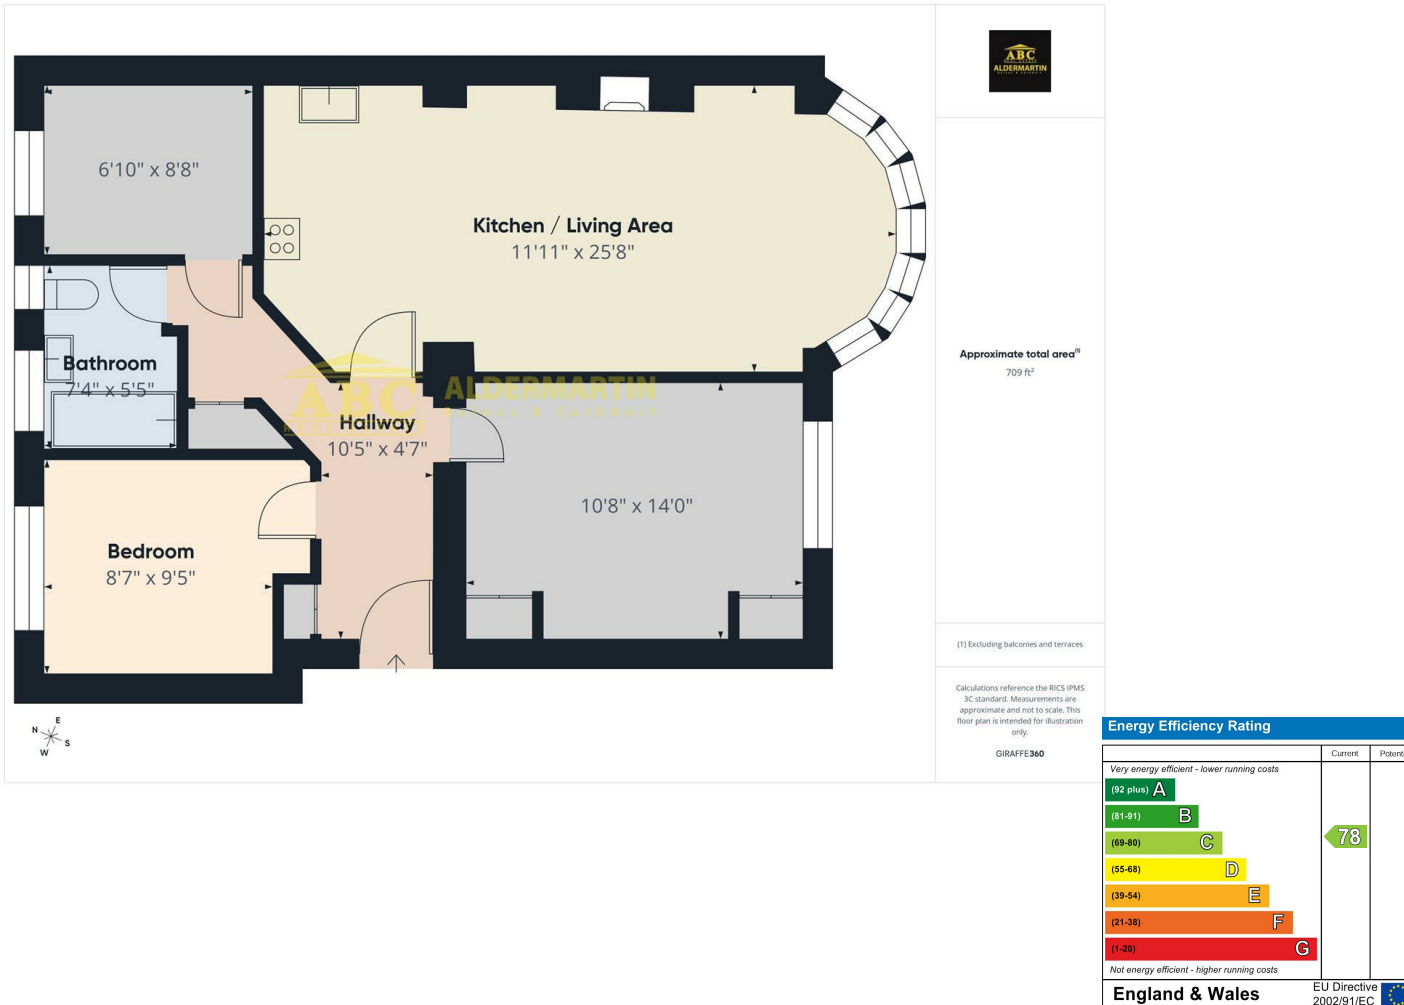 6'10" x 8'8"
Kitchen / Living Area
11'11" x 25'8"
Bathroom
7'4" x 5'5"
ABC
ALDERMARTIN
Hallway
10'5" x 4'7"
10'8" x 14'0"
Bedroom
8'7" x 9'5"
N
E
S
W
ABC
ALDERMARTIN
Approximate total area(1)
709 ft²
(1) Excluding balconies and terraces
Calculations reference the RICS IPMS
3C standard. Measurements are
approximate and not to scale. This
floor plan is intended for illustration
only.
GIRAFFE360
Energy Efficiency Rating
Current
Potent
Very energy efficient - lower running costs
(92 plus) A
(81-91) B
(69-80) C
(55-68) D
(39-54) E
(21-38) F
(1-20) G
78
Not energy efficient - higher running costs
England & Wales
EU Directive
2002/91/EC